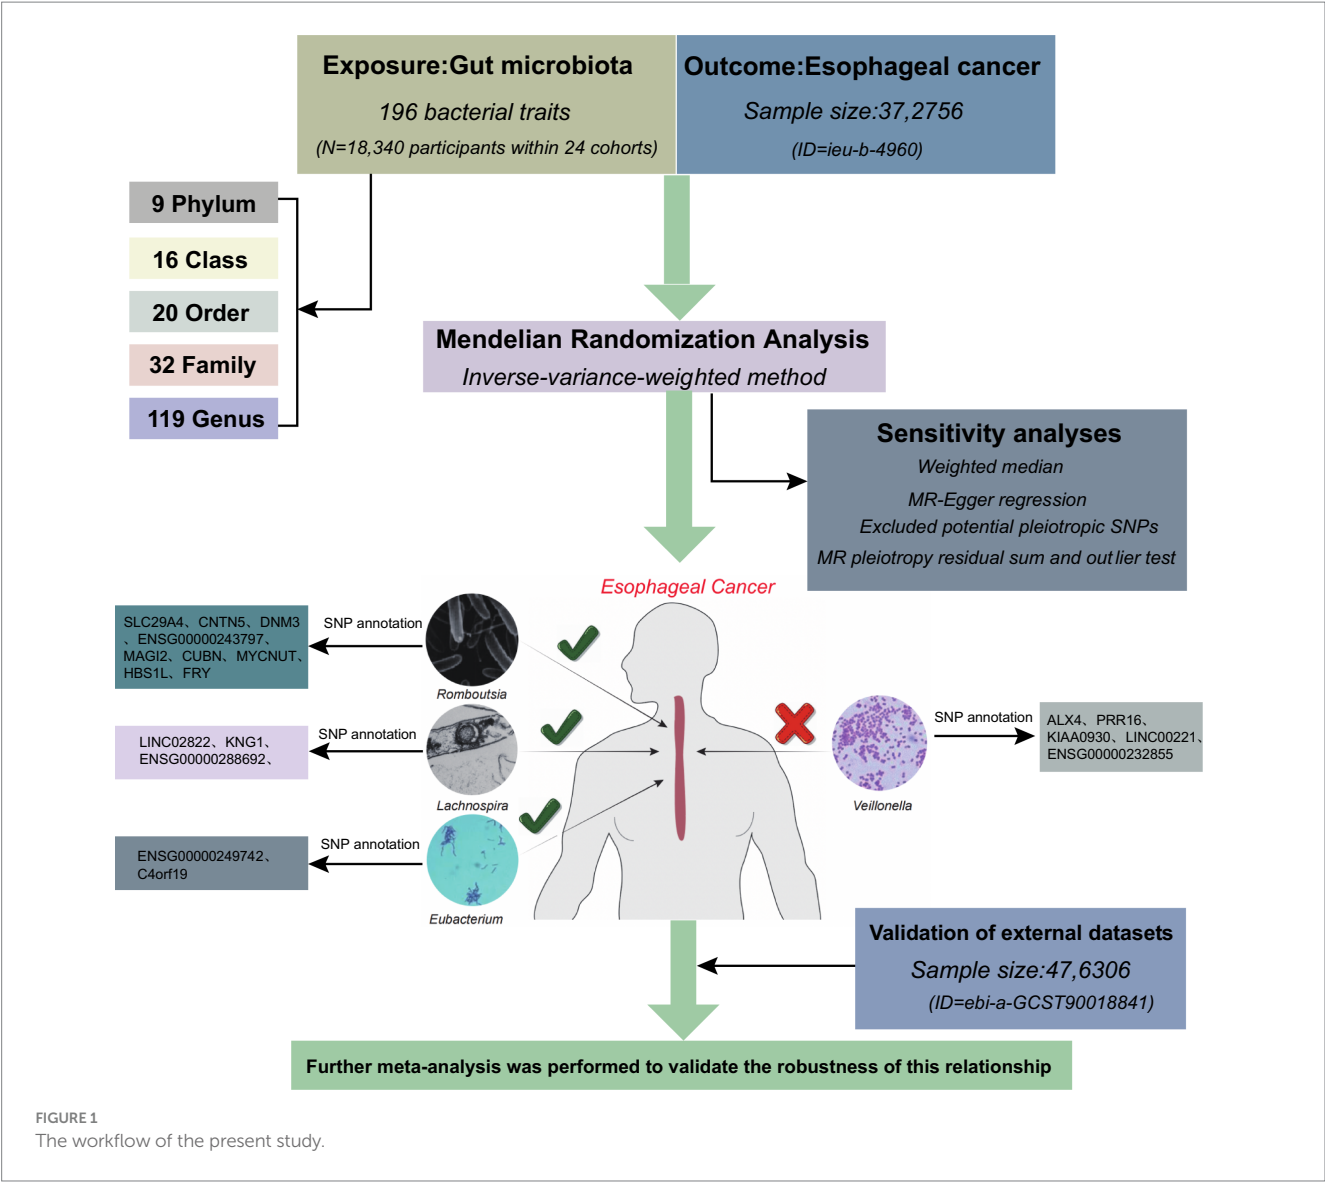 Exposure:Gut microbiota
196 bacterial traits
(N=18,340 participants within 24 cohorts)
Outcome:Esophageal cancer
Sample size:37,2756
(ID=ieu-b-4960)
9 Phylum
16 Class
20 Order
32 Family
119 Genus
Mendelian Randomization Analysis
Inverse-variance-weighted method
Sensitivity analyses
Weighted median
MR-Egger regression
Excluded potential pleiotropic SNPs
MR pleiotropy residual sum and outlier test
Esophageal Cancer
SLC29A4、CNTN5、DNM3
、ENSG00000243797、
MAGI2、CUBN、MYCNUT、
HBS1L、FRY
SNP annotation
Romboutsia
LINC02822、KNG1、
ENSG00000288692、
SNP annotation
Lachnospira
ENSG00000249742、
C4orf19
SNP annotation
Eubacterium
Veillonella
SNP annotation
ALX4、PRR16、
KIAA0930、LINC00221、
ENSG00000232855
Validation of external datasets
Sample size:47,6306
(ID=ebi-a-GCST90018841)
Further meta-analysis was performed to validate the robustness of this relationship
FIGURE 1
The workflow of the present study.